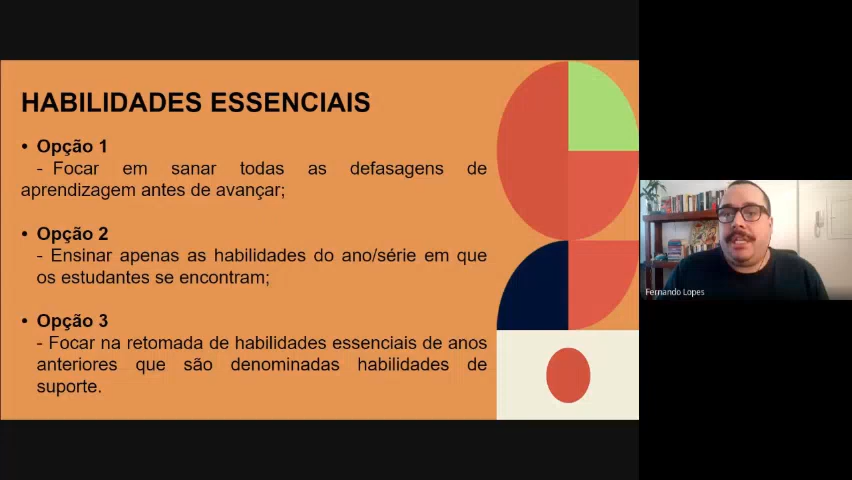 HABILIDADES ESSENCIAIS
• Opção 1
- Focar em sanar todas as defasagens de
aprendizagem antes de avançar;
• Opção 2
- Ensinar apenas as habilidades do ano/série em que
os estudantes se encontram;
• Opção 3
- Focar na retomada de habilidades essenciais de anos
anteriores que são denominadas habilidades de
suporte.
Fernando Lopes